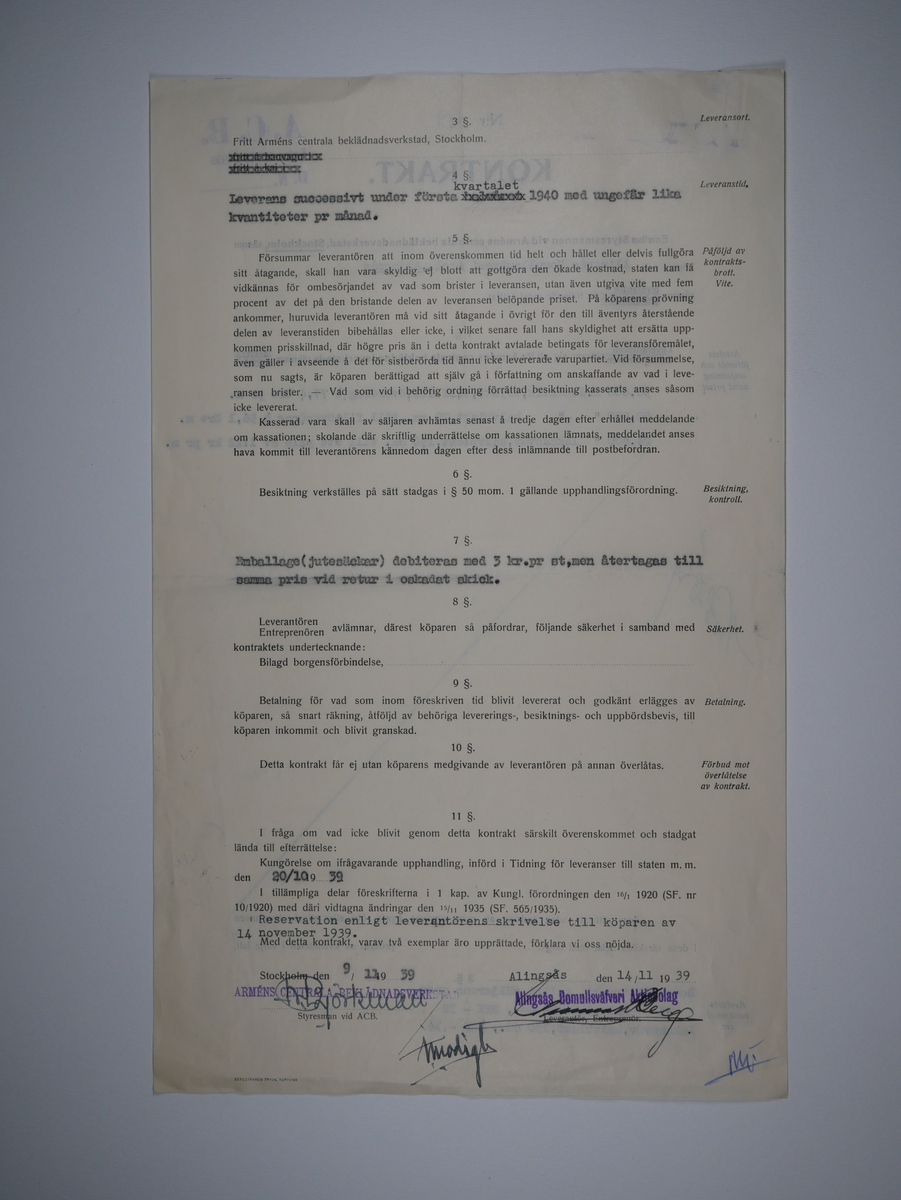 3 §.
Leveransort.
Fritt Arméns centrala beklädnadsverkstad, Stockholm.
4 §.
kvartalet
Leverans successivt under första 1940 med ungefär lika
Leveranstid.
kvantiteter pr månad.
5 §.
Försummar leverantören att inom överenskommen tid helt och hållet eller delvis fullgöra
Påföljd av
sitt åtagande, skall han vara skyldig ej blott att gottgöra den ökade kostnad, staten kan få
kontrakts-
vidkännas för ombesörjandet av vad som brister i leveransen, utan även utgiva vite med fem
brott.
Vite.
procent av det på den bristande delen av leveransen belöpande priset. På köparens prövning
ankommer, huruvida leverantören må vid sitt åtagande i övrigt för den till äventyrs återstående
delen av leveranstiden bibehållas eller icke, i vilket senare fall hans skyldighet att ersätta upp-
kommen prisskillnad, där högre pris än i detta kontrakt avtalade betingats för leveransföremålet,
även gäller i avseende å det för sistberörda tid ännu icke levererade varupartiet. Vid försummelse,
som nu sagts, är köparen berättigad att själv gå i författning om anskaffande av vad i leve-
ransen brister. — Vad som vid i behörig ordning förrättad besiktning kasserats anses såsom
icke levererat.
Kasserad vara skall av säljaren avhämtas senast å tredje dagen efter erhållet meddelande
om kassationen; skolande där skriftlig underrättelse om kassationen lämnats, meddelandet anses
hava kommit till leverantörens kännedom dagen efter dess inlämnande till postbefordran.
6 §.
Besiktning verkställes på sätt stadgas i § 50 mom. 1 gällande upphandlingsförordning.
Besiktning,
kontroll.
7 §.
Emballage(jutesäckar) debiteras med 3 kr.pr st,men återtagas till
samma pris vid retur i oskadat skick.
8 §.
Leverantören
Entreprenören avlämnar, därest köparen så påfordrar, följande säkerhet i samband med
Säkerhet.
kontraktets undertecknande:
Bilagd borgensförbindelse,
9 §.
Betalning för vad som inom föreskriven tid blivit levererat och godkänt erlägges av
Betalning.
köparen, så snart räkning, åtföljd av behöriga levererings-, besiktnings- och uppbördsbevis, till
köparen inkommit och blivit granskad.
10 §.
Detta kontrakt får ej utan köparens medgivande av leverantören på annan överlåtas.
Förbud mot
överlåtelse
av kontrakt.
11 §.
I fråga om vad icke blivit genom detta kontrakt särskilt överenskommet och stadgat
lända till efterrättelse:
Kungörelse om ifrågavarande upphandling, införd i Tidning för leveranser till staten m. m.
den 20/10 19 39
I tillämpliga delar föreskrifterna i 1 kap. av Kungl. förordningen den 16/1 1920 (SF. nr
10/1920) med däri vidtagna ändringar den 15/11 1935 (SF. 565/1935).
Reservation enligt leverantörens skrivelse till köparen av
14 november 1939.
Med detta kontrakt, varav två exemplar äro upprättade, förklara vi oss nöjda.
Stockholm den 9/11 19 39
Alingsås den 14/11 19 39
ARMÉNS CENTRALA BEKLÄDNADSVERKSTAD
Alingsås Bomullsväfveri Aktiebolag
Björkman
Styresman vid ACB.
Leverantör, Entreprenör.